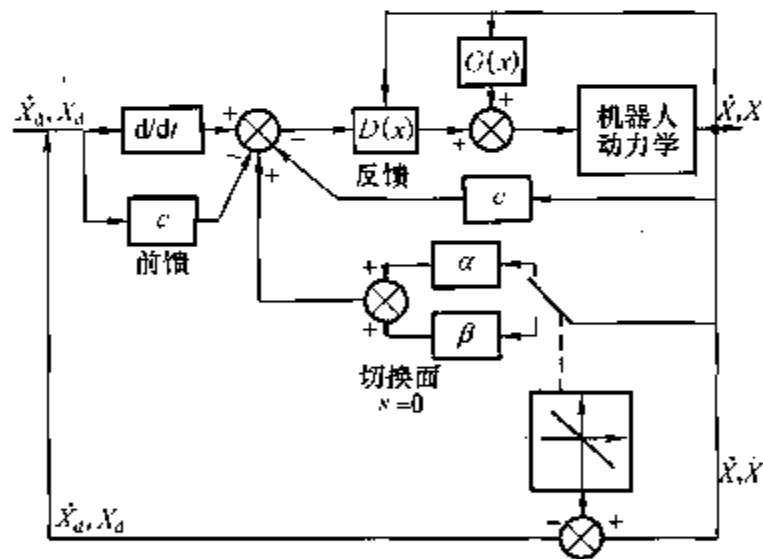 G(x)
Ẋd, Xd
d/dt
D(x)
机器人
动力学
Ẋ, X
反馈
c
c
前馈
α
β
切换面
s=0
Ẋ, X
Ẋd, Xd